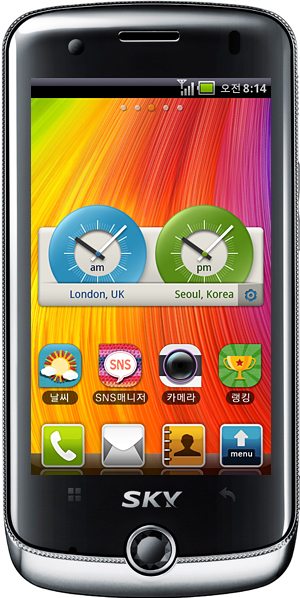 오전 8:14
am
pm
London, UK
Seoul, Korea
SNS
날씨
SNS매니저
카메라
랭킹
menu
SKY